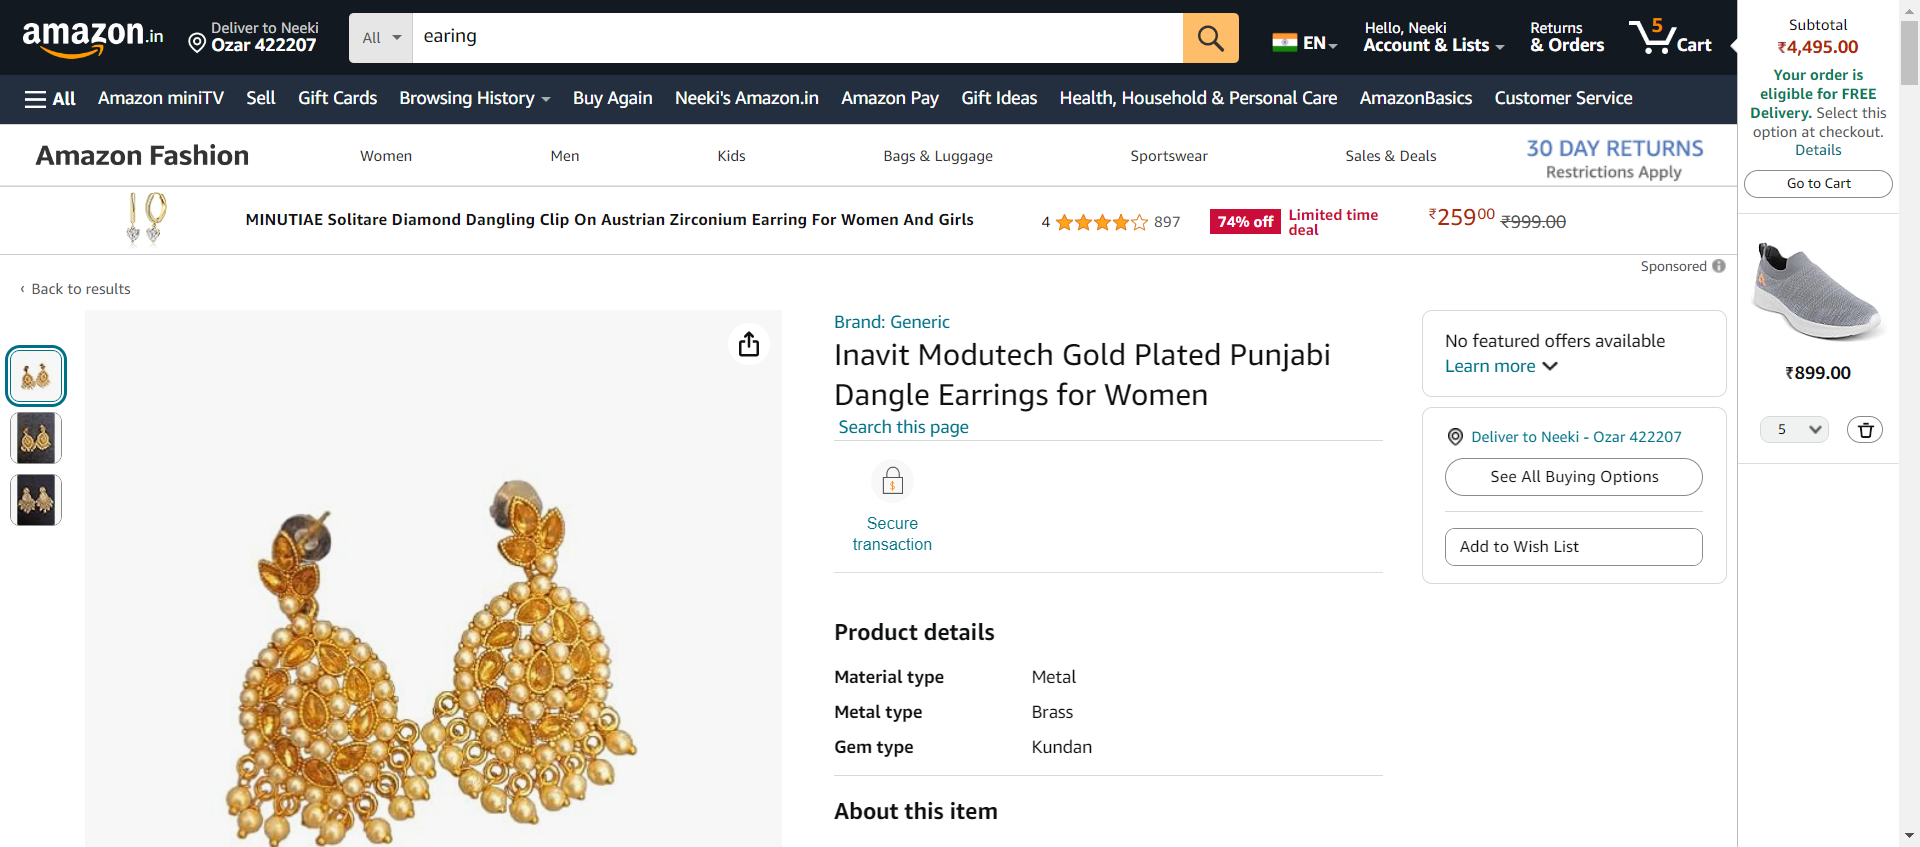 amazon.in
Deliver to Neeki
Ozar 422207
All
earing
EN
Hello, Neeki
Account & Lists
Returns
& Orders
5
Cart
All
Amazon miniTV
Sell
Gift Cards
Browsing History
Buy Again
Neeki's Amazon.in
Amazon Pay
Gift Ideas
Health, Household & Personal Care
AmazonBasics
Customer Service
Amazon Fashion
Women
Men
Kids
Bags & Luggage
Sportswear
Sales & Deals
30 DAY RETURNS
Restrictions Apply
MINUTIAE Solitare Diamond Dangling Clip On Austrian Zirconium Earring For Women And Girls
4
897
74% off
Limited time
deal
₹25900
₹999.00
Sponsored
‹ Back to results
Brand: Generic
Inavit Modutech Gold Plated Punjabi
Dangle Earrings for Women
Search this page
$
Secure
transaction
Product details
Material type Metal
Metal type Brass
Gem type Kundan
About this item
No featured offers available
Learn more
Deliver to Neeki - Ozar 422207
See All Buying Options
Add to Wish List
Subtotal
₹4,495.00
Your order is
eligible for FREE
Delivery. Select this
option at checkout.
Details
Go to Cart
₹899.00
5